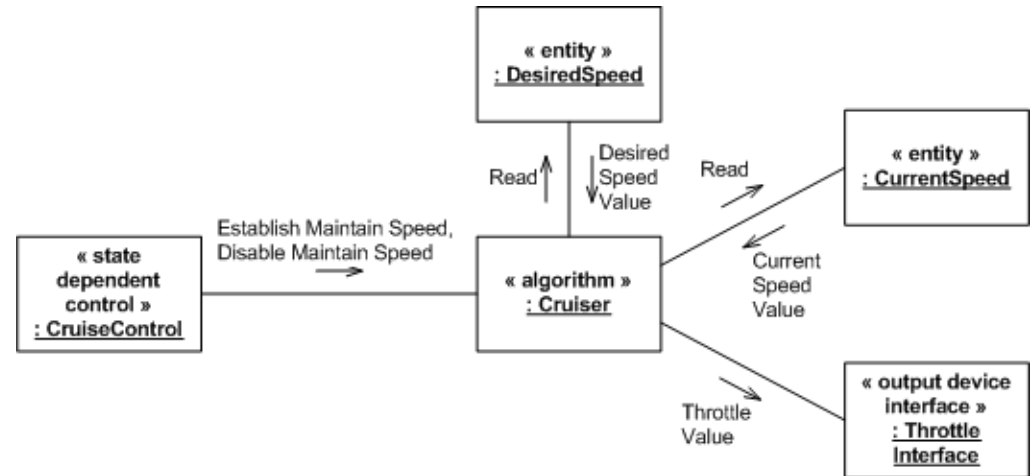 « entity »
: DesiredSpeed
Read
Desired
Speed
Value
Read
« entity »
: CurrentSpeed
Establish Maintain Speed,
Disable Maintain Speed
« state
dependent
control »
: CruiseControl
« algorithm »
: Cruiser
Current
Speed
Value
Throttle
Value
« output device
interface »
: Throttle
Interface